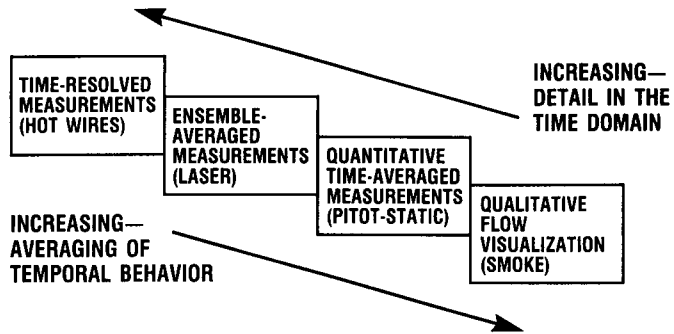 TIME-RESOLVED
MEASUREMENTS
(HOT WIRES)
ENSEMBLE-
AVERAGED
MEASUREMENTS
(LASER)
QUANTITATIVE
TIME-AVERAGED
MEASUREMENTS
(PITOT-STATIC)
QUALITATIVE
FLOW
VISUALIZATION
(SMOKE)
INCREASING—
DETAIL IN THE
TIME DOMAIN
INCREASING—
AVERAGING OF
TEMPORAL BEHAVIOR